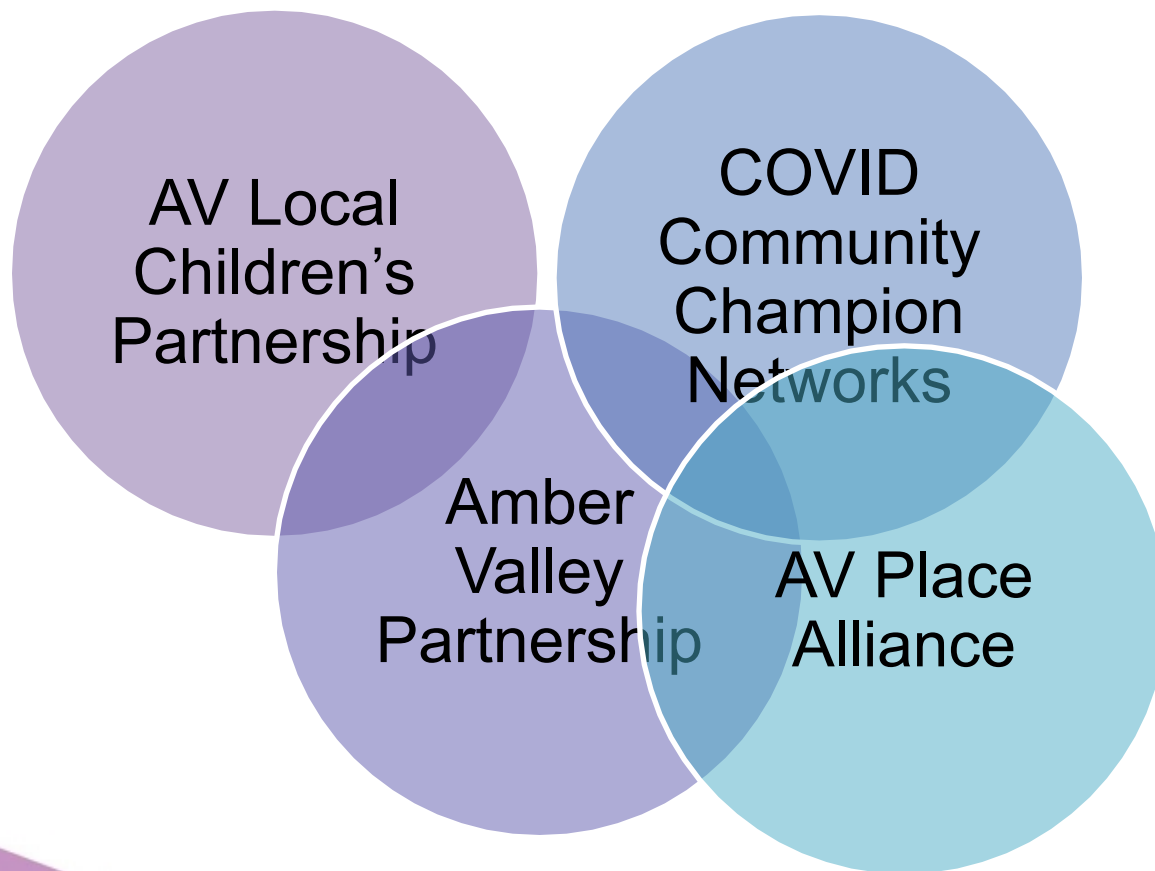 AV Local
Children’s
Partnership
COVID
Community
Champion
Networks
Amber
Valley
Partnership
AV Place
Alliance